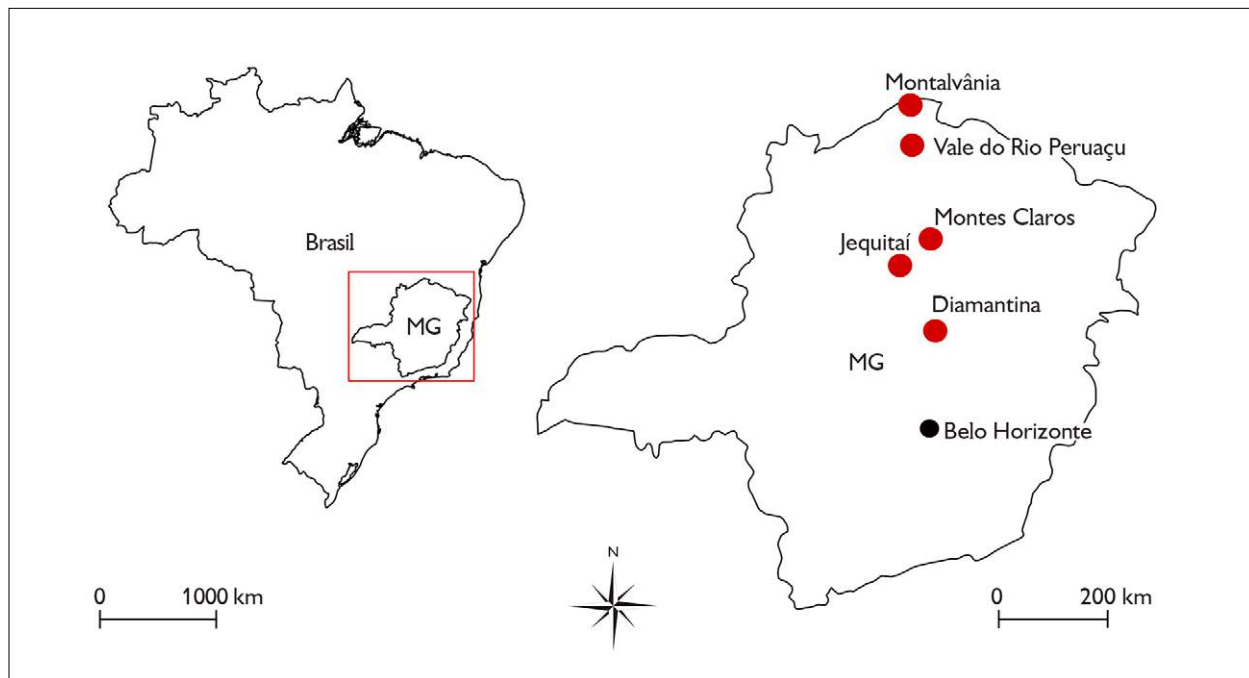 Brasil
MG
0 1000 km
N
Montalvânia
Vale do Rio Peruaçu
Montes Claros
Jequitaí
Diamantina
MG
Belo Horizonte
0 200 km